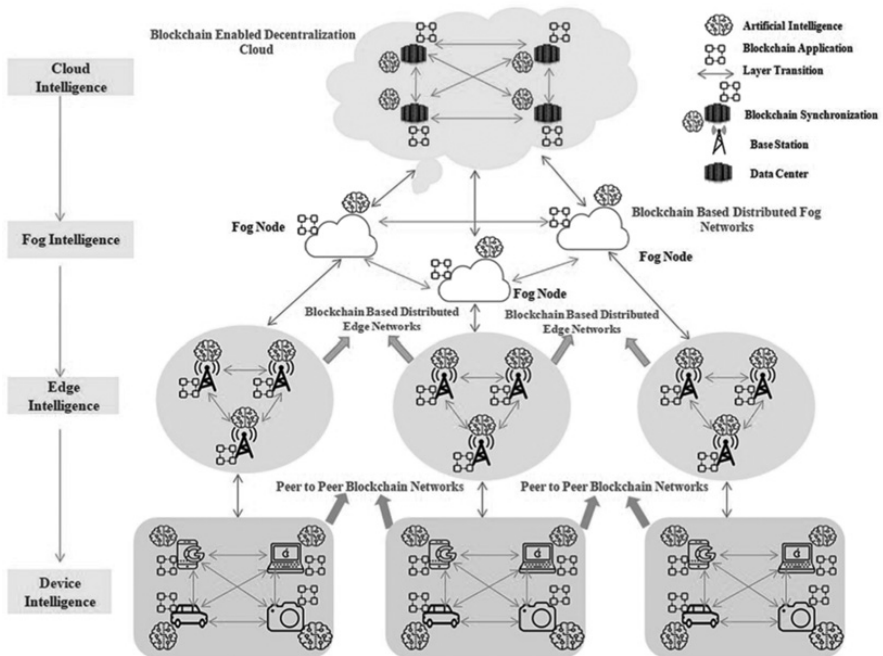 Blockchain Enabled Decentralization
Cloud
Artificial Intelligence
Blockchain Application
Layer Transition
Blockchain Synchronization
Base Station
Data Center
Cloud
Intelligence
Fog Intelligence
Fog Node
Blockchain Based Distributed Fog
Networks
Fog Node
Fog Node
Blockchain Based Distributed
Edge Networks
Blockchain Based Distributed
Edge Networks
Edge
Intelligence
Peer to Peer Blockchain Networks
Peer to Peer Blockchain Networks
Device
Intelligence